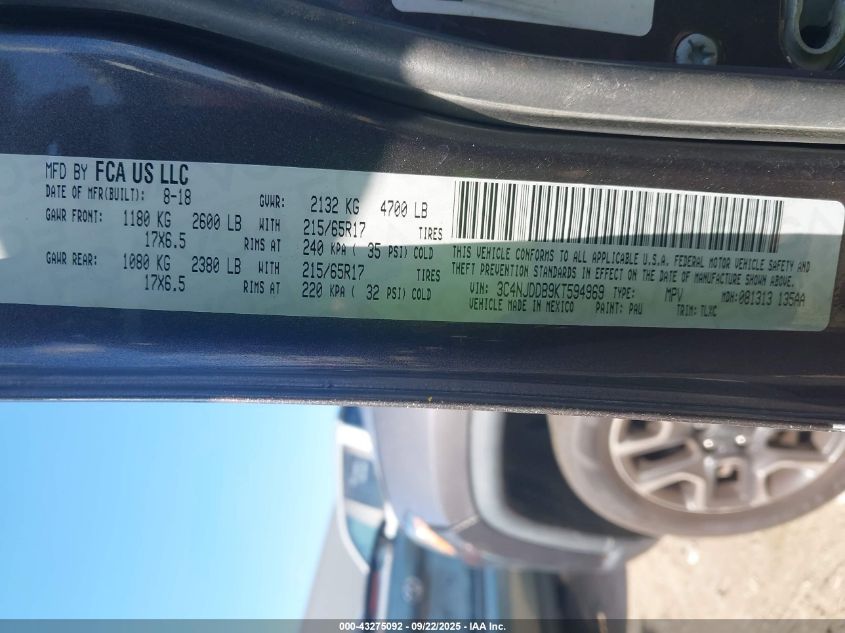 MFD BY FCA US LLC
DATE OF MFR(BUILT): 8-18 GVWR: 2132 KG 4700 LB
GAWR FRONT: 1180 KG 2600 LB WITH 215/65R17 TIRES
17X6.5 RIMS AT 240 KPA ( 35 PSI) COLD
GAWR REAR: 1080 KG 2380 LB WITH 215/65R17 TIRES
17X6.5 RIMS AT 220 KPA ( 32 PSI) COLD
THIS VEHICLE CONFORMS TO ALL APPLICABLE U.S.A. FEDERAL MOTOR VEHICLE SAFETY AND
THEFT PREVENTION STANDARDS IN EFFECT ON THE DATE OF MANUFACTURE SHOWN ABOVE.
VIN: 3C4NJDDB9KT594969 TYPE: MPV MDH: 081313 135AA
VEHICLE MADE IN MEXICO PAINT: PAU TRIM: TLXC
000-43275092 - 09/22/2025 - IAA Inc.